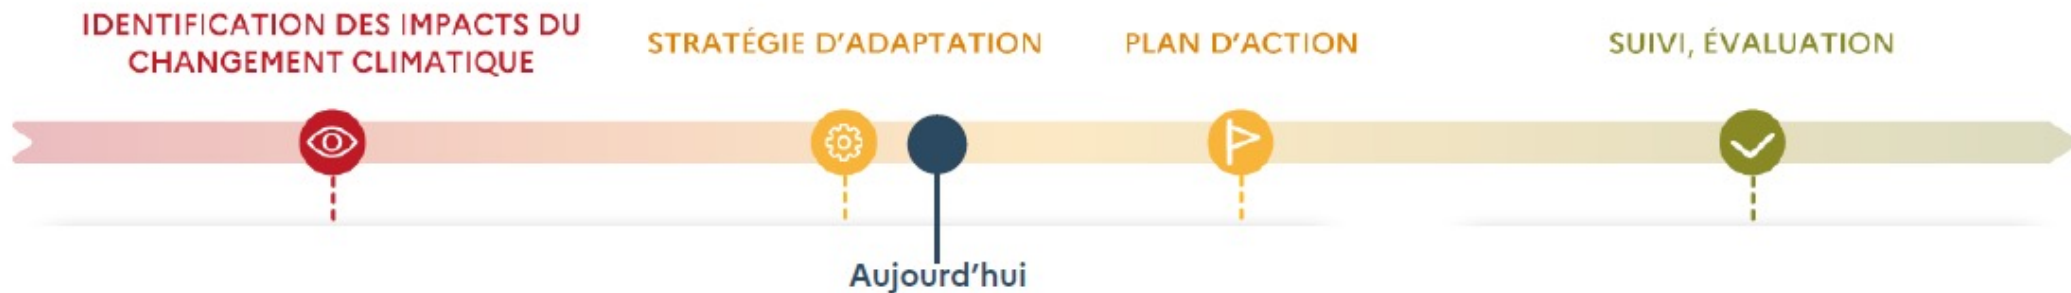 IDENTIFICATION DES IMPACTS DU
CHANGEMENT CLIMATIQUE
STRATÉGIE D'ADAPTATION
PLAN D'ACTION
SUIVI, ÉVALUATION
Aujourd'hui